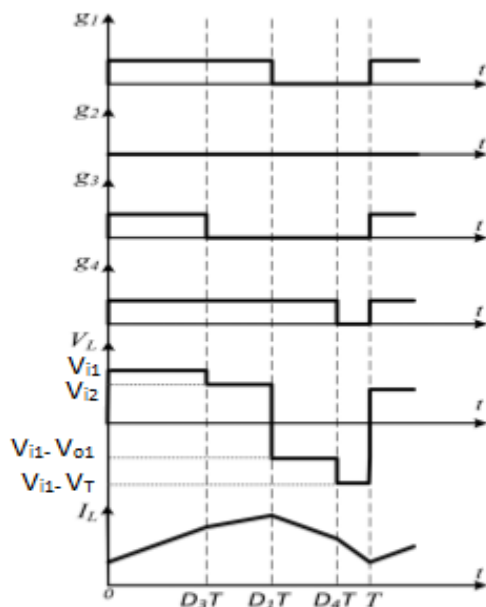 g1
t
g2
t
g3
t
g4
t
VL
Vi1
Vi2
t
Vi1- Vo1
Vi1- VT
IL
t
0 D3T D1T D4T T